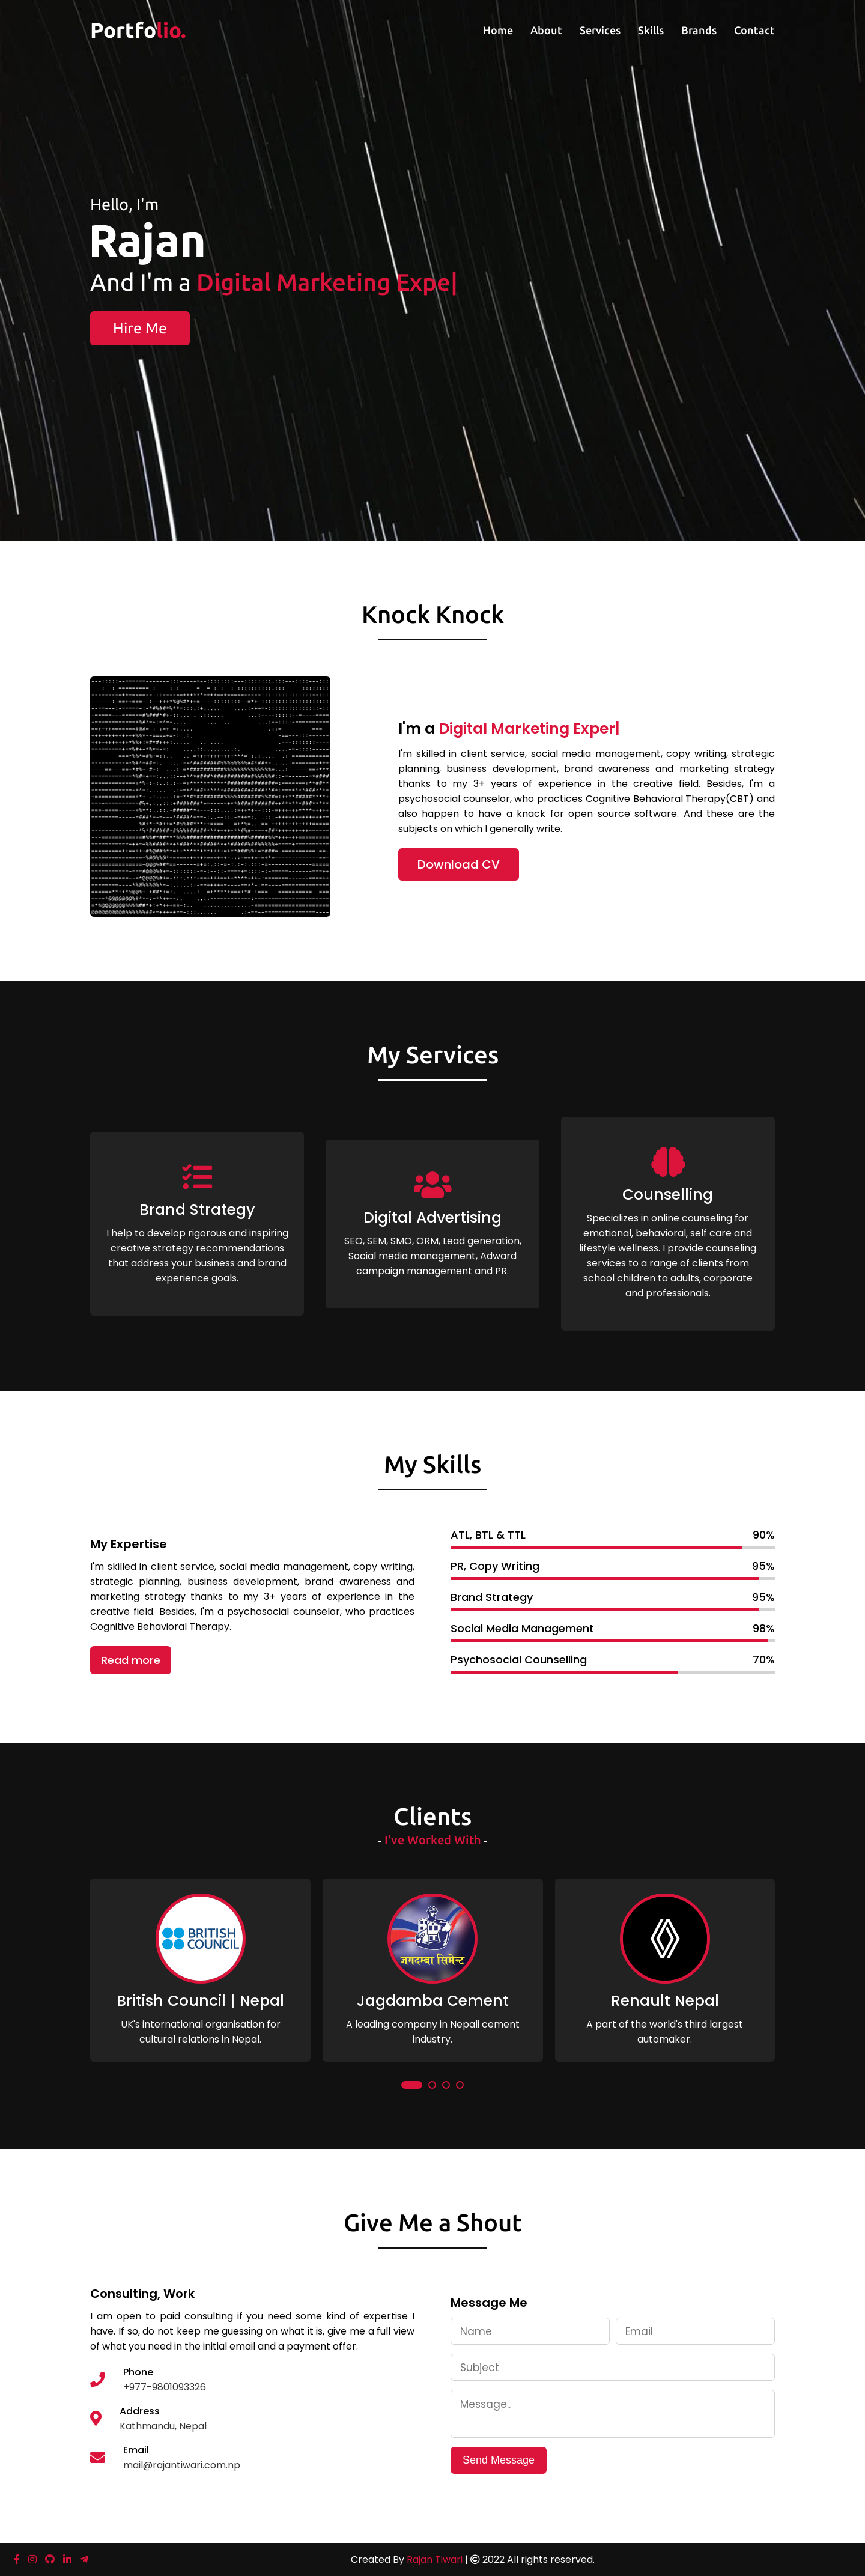 Portfolio.
Home About Services Skills Brands Contact
Hello, I'm
Rajan
And I'm a Digital Marketing Expe|
Hire Me
Knock Knock
I'm a Digital Marketing Exper|
I'm skilled in client service, social media management, copy writing, strategic
planning, business development, brand awareness and marketing strategy
thanks to my 3+ years of experience in the creative field. Besides, I'm a
psychosocial counselor, who practices Cognitive Behavioral Therapy(CBT) and
also happen to have a knack for open source software. And these are the
subjects on which I generally write.
Download CV
My Services
Brand Strategy
I help to develop rigorous and inspiring
creative strategy recommendations
that address your business and brand
experience goals.
Digital Advertising
SEO, SEM, SMO, ORM, Lead generation,
Social media management, Adward
campaign management and PR.
Counselling
Specializes in online counseling for
emotional, behavioral, self care and
lifestyle wellness. I provide counseling
services to a range of clients from
school children to adults, corporate
and professionals.
My Skills
My Expertise
I'm skilled in client service, social media management, copy writing,
strategic planning, business development, brand awareness and
marketing strategy thanks to my 3+ years of experience in the
creative field. Besides, I'm a psychosocial counselor, who practices
Cognitive Behavioral Therapy.
Read more
ATL, BTL & TTL 90%
PR, Copy Writing 95%
Brand Strategy 95%
Social Media Management 98%
Psychosocial Counselling 70%
Clients
- I've Worked With -
BRITISH
COUNCIL
British Council | Nepal
UK's international organisation for
cultural relations in Nepal.
जगदम्बा सिमेन्ट
Jagdamba Cement
A leading company in Nepali cement
industry.
Renault Nepal
A part of the world's third largest
automaker.
Give Me a Shout
Consulting, Work
I am open to paid consulting if you need some kind of expertise I
have. If so, do not keep me guessing on what it is, give me a full view
of what you need in the initial email and a payment offer.
Phone
+977-9801093326
Address
Kathmandu, Nepal
Email
mail@rajantiwari.com.np
Message Me
Name Email
Subject
Message..
Send Message
Created By Rajan Tiwari | © 2022 All rights reserved.